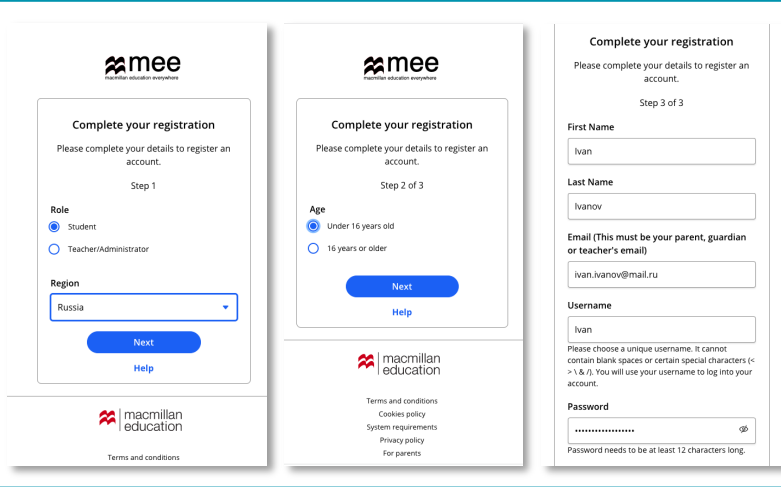 mee
macmillan education everywhere
Complete your registration
Please complete your details to register an
account.
Step 1
Role
Student
Teacher/Administrator
Region
Russia
Next
Help
macmillan
education
Terms and conditions
mee
macmillan education everywhere
Complete your registration
Please complete your details to register an
account.
Step 2 of 3
Age
Under 16 years old
16 years or older
Next
Help
macmillan
education
Terms and conditions
Cookies policy
System requirements
Privacy policy
For parents
Complete your registration
Please complete your details to register an
account.
Step 3 of 3
First Name
Ivan
Last Name
Ivanov
Email (This must be your parent, guardian
or teacher's email)
ivan.ivanov@mail.ru
Username
Ivan
Please choose a unique username. It cannot
contain blank spaces or certain special characters (<
> \ & /). You will use your username to log into your
account.
Password
••••••••••••••••••
Password needs to be at least 12 characters long.